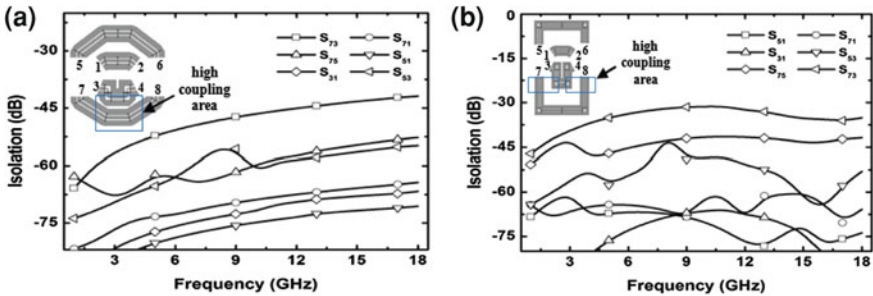 (a)
Isolation (dB)
-30
-45
-60
-75
3 6 9 12 15 18
Frequency (GHz)
S73 S71
S75 S51
S31 S53
5 1 2 6
7 3 4 8
high
coupling
area
(b)
Isolation (dB)
0
-15
-30
-45
-60
-75
3 6 9 12 15 18
Frequency (GHz)
S51 S71
S31 S53
S75 S73
5 6
1 2
3 4
7 8
high
coupling
area